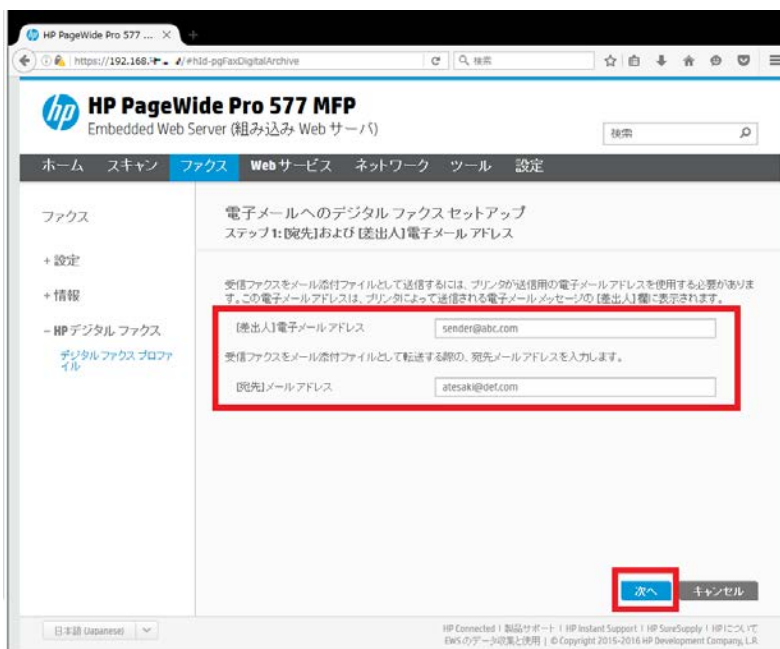 HP PageWide Pro 577 ...
https://192.168. /#hId-pgFaxDigitalArchive
検索
HP PageWide Pro 577 MFP
Embedded Web Server (組み込み Web サーバ)
検索
ホーム スキャン ファクス Web サービス ネットワーク ツール 設定
ファクス
+ 設定
+ 情報
- HP デジタル ファクス
デジタル ファクス プロファ
イル
電子メールへのデジタル ファクス セットアップ
ステップ 1: [宛先] および [差出人] 電子メール アドレス
受信ファクスをメール添付ファイルとして送信するには、プリンタが送信用の電子メール アドレスを使用する必要がありま
す。この電子メール アドレスは、プリンタによって送信される電子メール メッセージの [差出人] 欄に表示されます。
[差出人] 電子メール アドレス
sender@abc.com
受信ファクスをメール添付ファイルとして転送する際の、宛先メール アドレスを入力します。
[宛先] メール アドレス
atesaki@def.com
次へ キャンセル
日本語 (Japanese)
HP Connected | 製品サポート | HP Instant Support | HP SureSupply | HP について
EWS のデータ収集と使用 | © Copyright 2015-2016 HP Development Company, L.P.